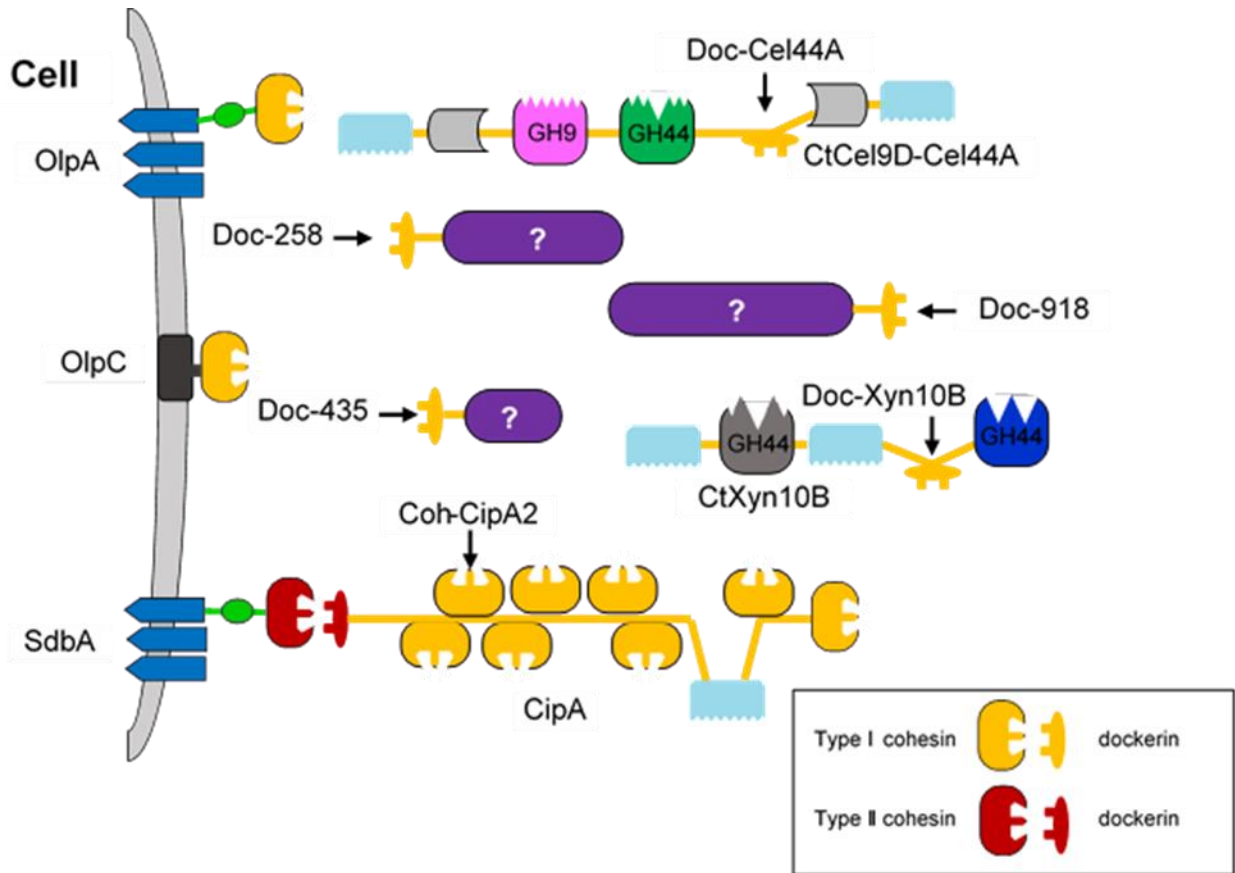 Cell
OlpA
Doc-Cel44A
GH9
GH44
CtCel9D-Cel44A
Doc-258
?
?
Doc-918
OlpC
Doc-435
?
Doc-Xyn10B
GH44
GH44
CtXyn10B
Coh-CipA2
SdbA
CipA
Type I cohesin
dockerin
Type II cohesin
dockerin